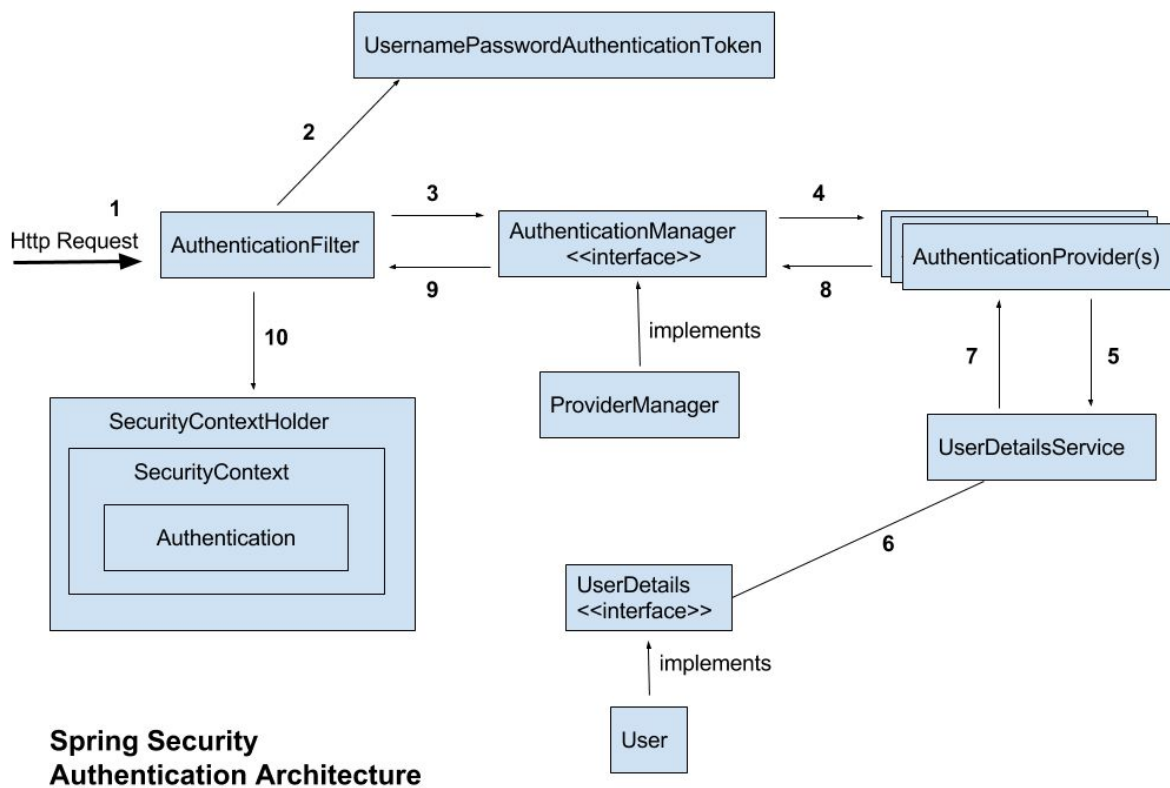 UsernamePasswordAuthenticationToken
2
1
3
4
Http Request
AuthenticationFilter
AuthenticationManager
<<interface>>
AuthenticationProvider(s)
9
8
10
implements
7
5
ProviderManager
SecurityContextHolder
SecurityContext
Authentication
UserDetailsService
6
UserDetails
<<interface>>
implements
User
Spring Security
Authentication Architecture